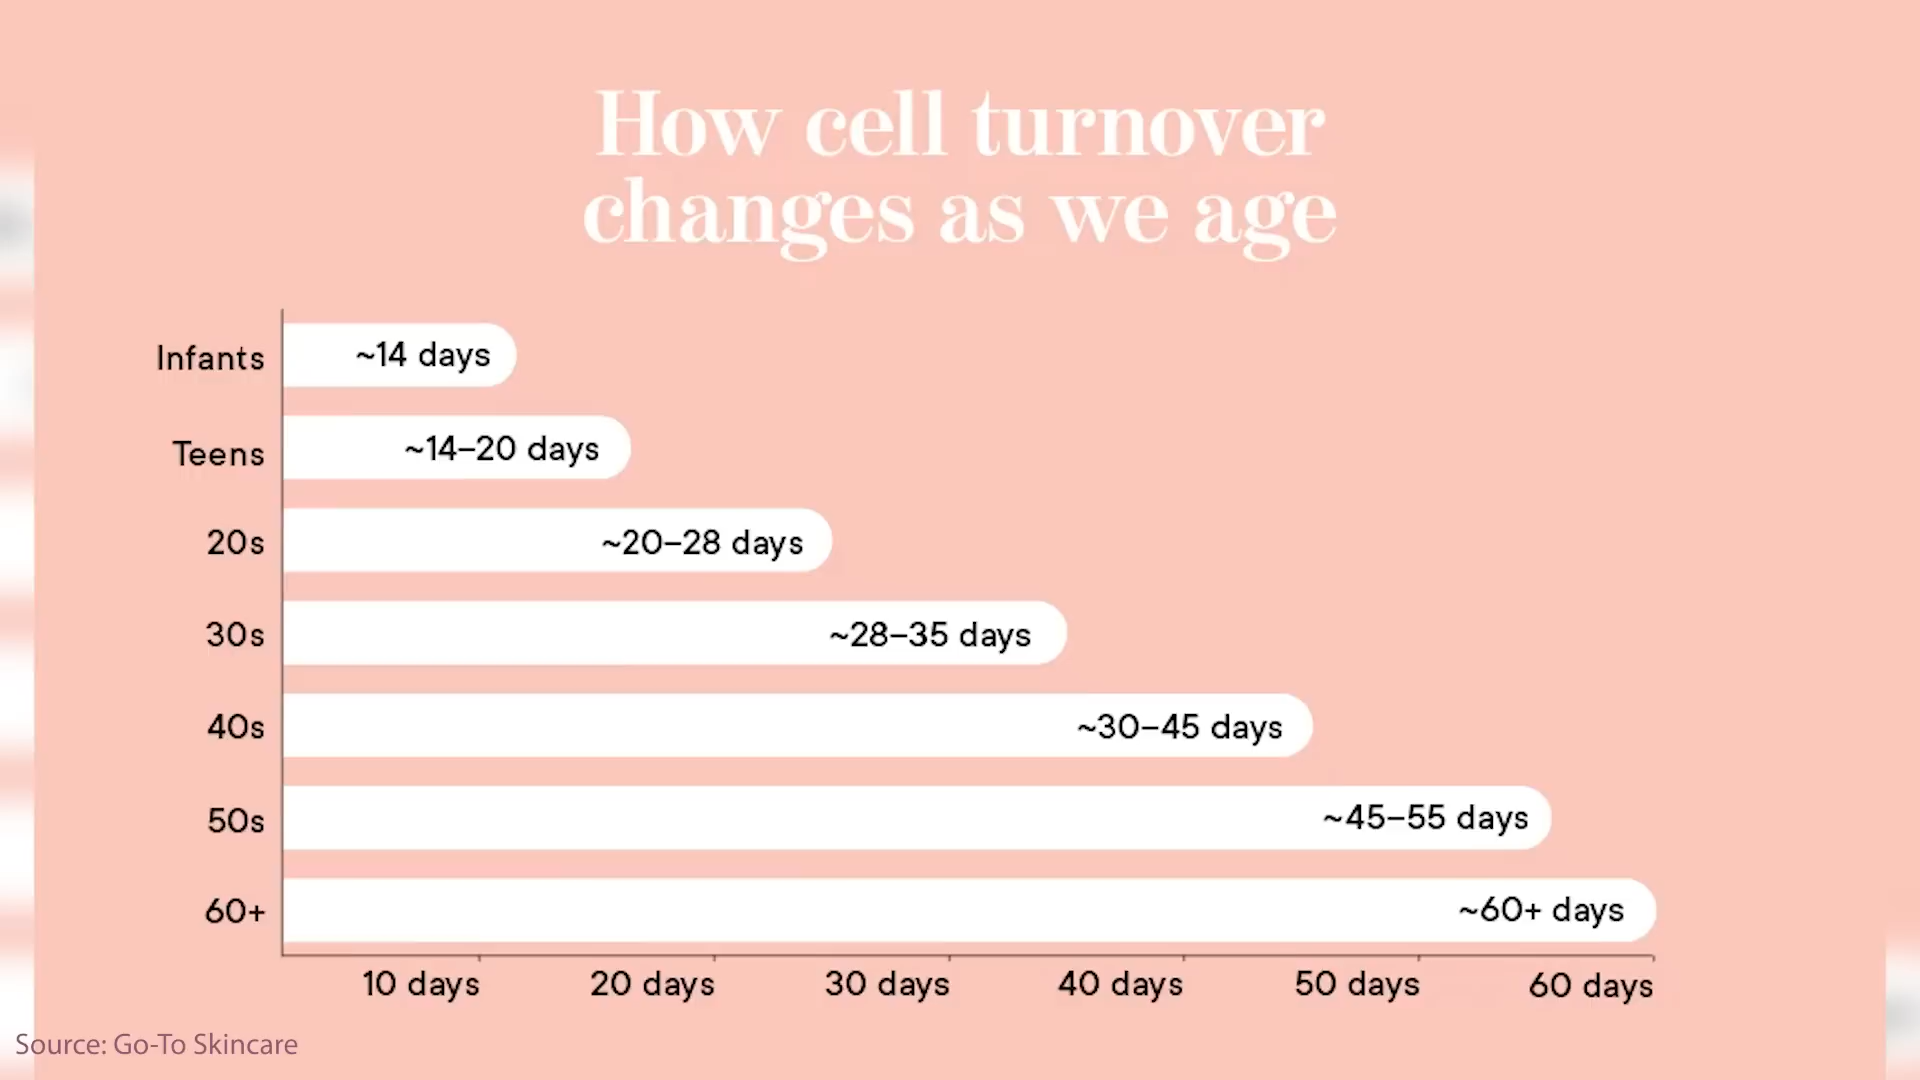 How cell turnover
changes as we age
Infants ~14 days
Teens ~14–20 days
20s ~20–28 days
30s ~28–35 days
40s ~30–45 days
50s ~45–55 days
60+ ~60+ days
10 days 20 days 30 days 40 days 50 days 60 days
Source: Go-To Skincare